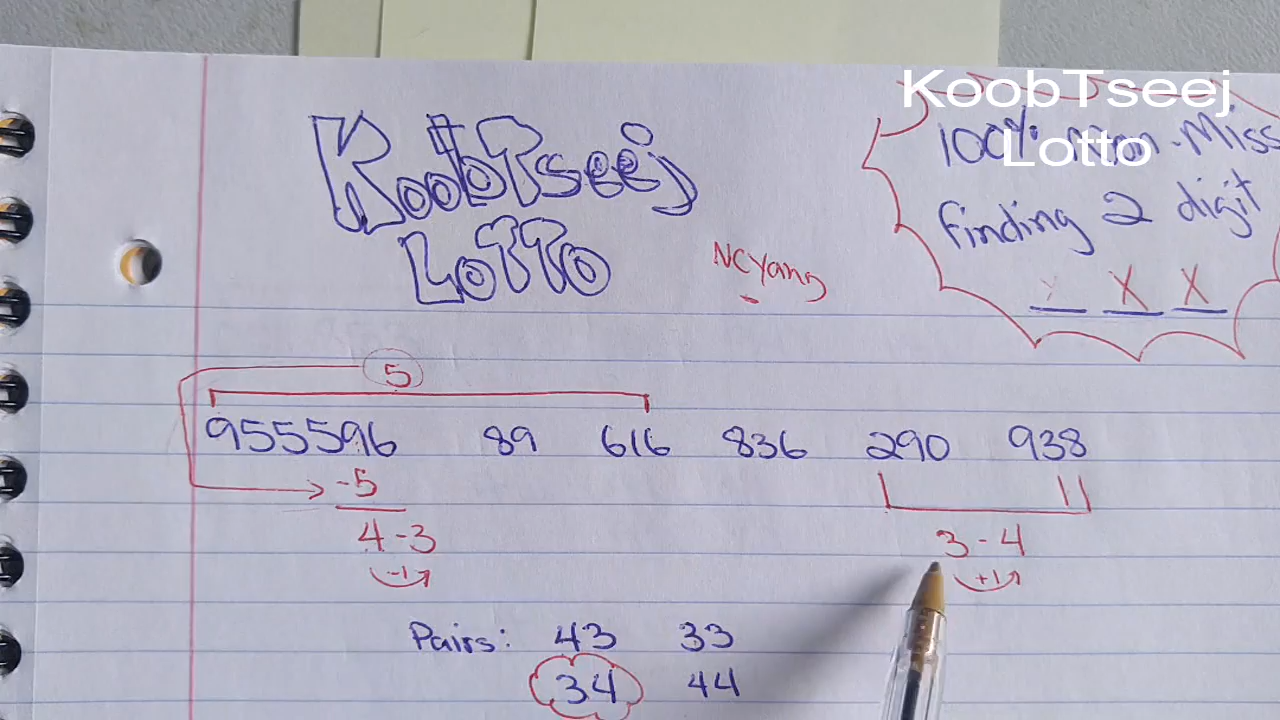 KoobTseej
Lotto
KoobTseej
LoTTo
NCYang
100%
finding 2 digit
X X
5
955596 89 616 836 290 938
-5
4-3
-1
3-4
+1
Pairs: 43 33
34 44